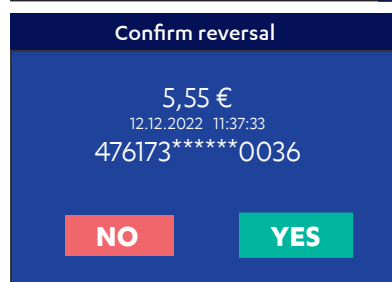 Confirm reversal
5,55 €
12.12.2022 11:37:33
476173******0036
NO YES